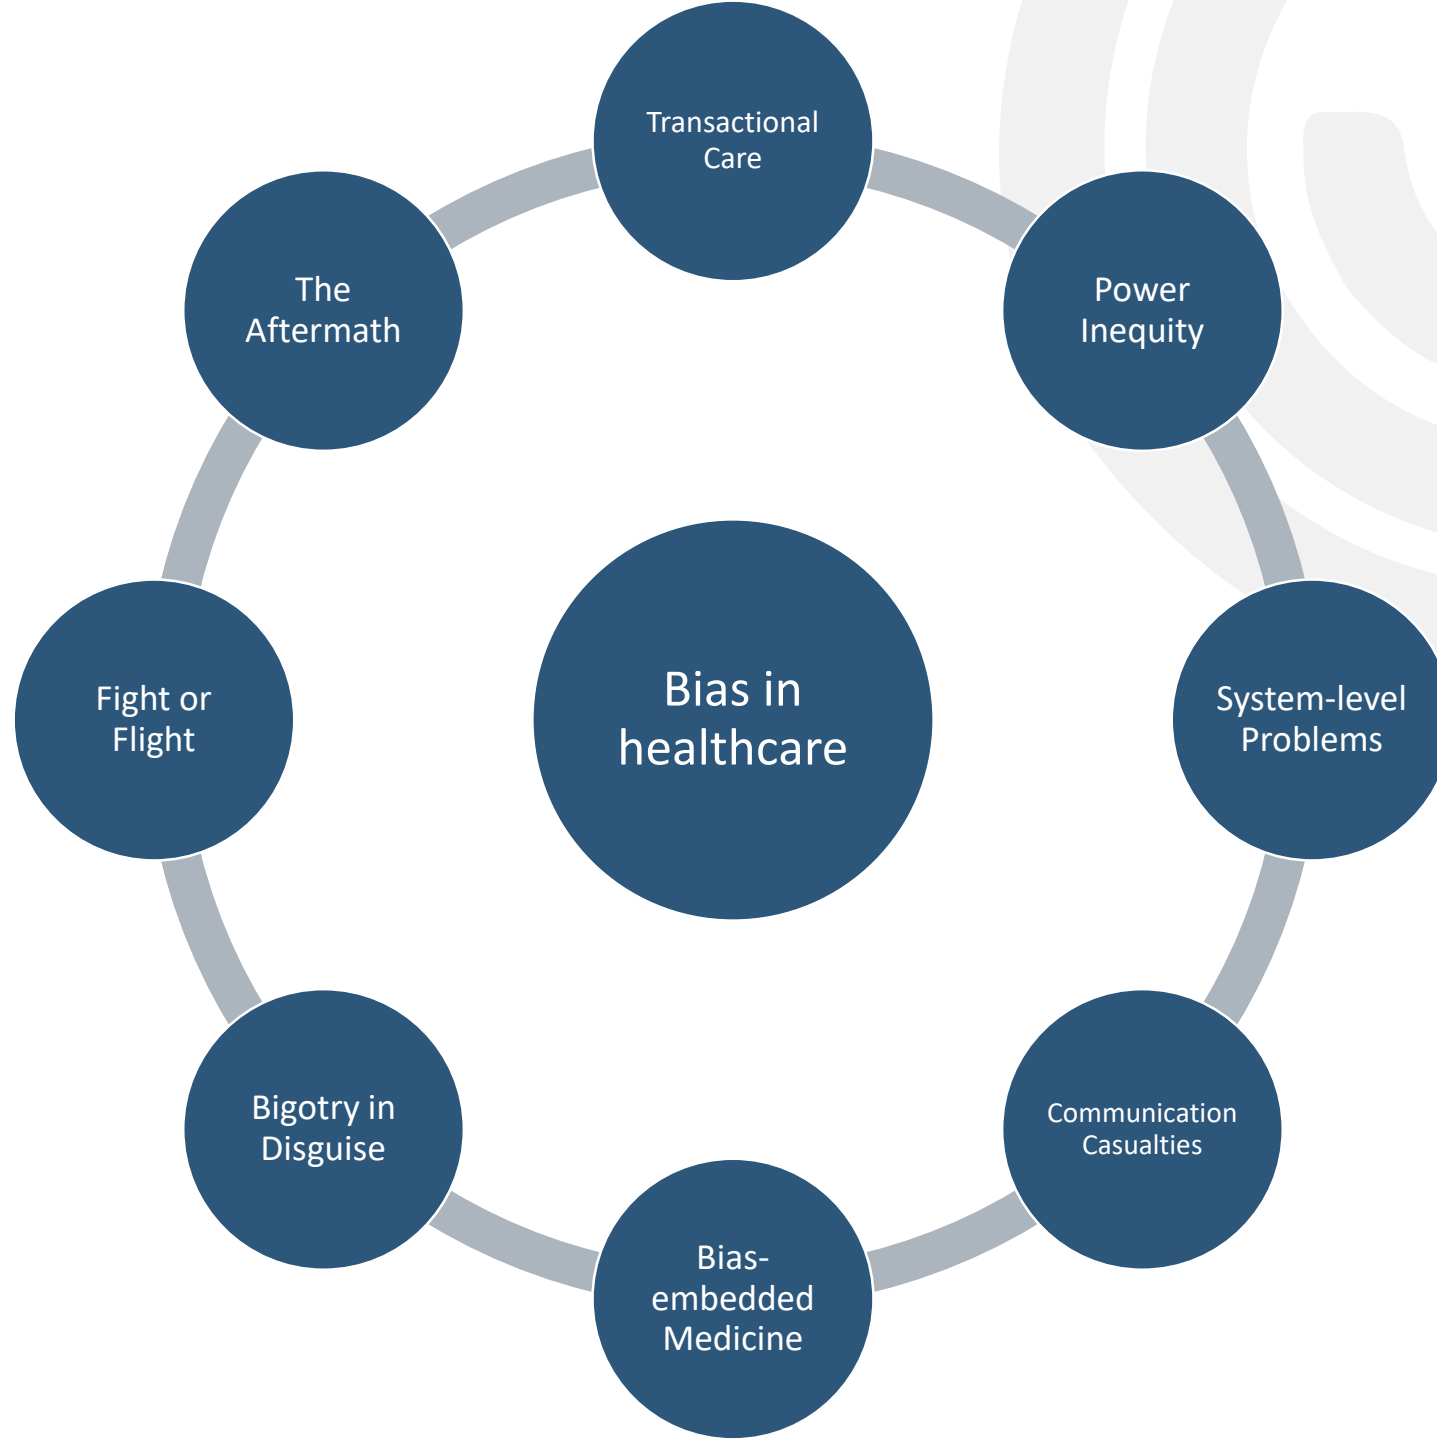 Transactional
Care
Power
Inequity
System-level
Problems
Communication
Casualties
Bias-
embedded
Medicine
Bigotry in
Disguise
Fight or
Flight
The
Aftermath
Bias in
healthcare